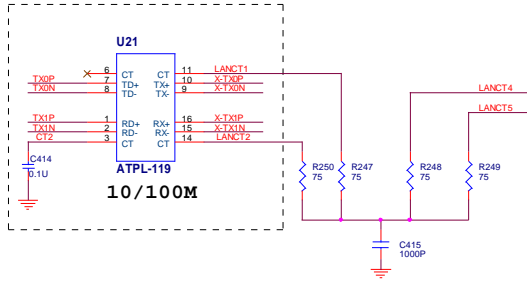 U21
6 CT CT 11 LANCT1
TX0P 7 TD+ TX+ 10 X-TX0P
TX0N 8 TD- TX- 9 X-TX0N
LANCT4
LANCT5
TX1P 1 RD+ RX+ 16 X-TX1P
TX1N 2 RD- RX- 15 X-TX1N
CT2 3 CT CT 14 LANCT2
C414
0.1U
ATPL-119
10/100M
R250
75
R247
75
R248
75
R249
75
C415
1000P